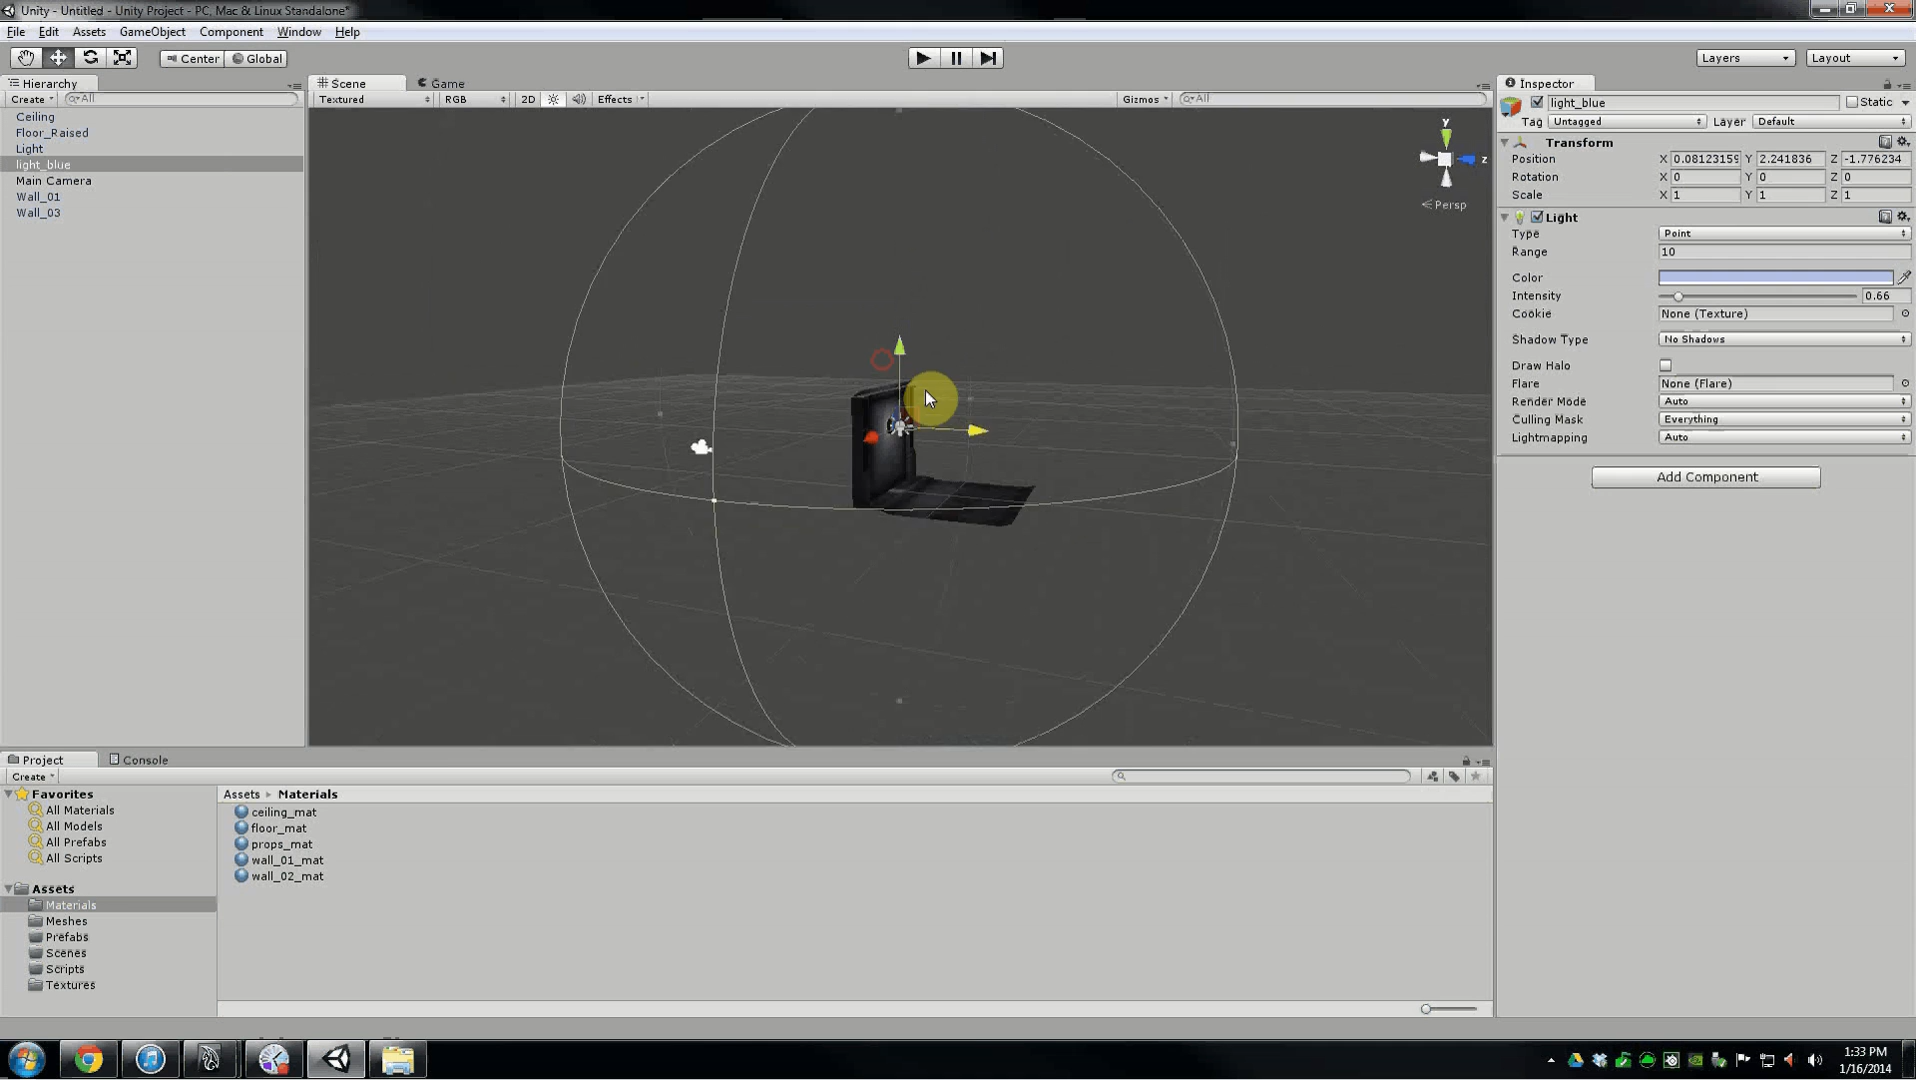 Unity - Untitled - Unity Project - PC, Mac & Linux Standalone*
File Edit Assets GameObject Component Window Help
Center Global Layers Layout
Hierarchy
Create All
Ceiling
Floor_Raised
Light
light_blue
Main Camera
Wall_01
Wall_03
Scene Game
Textured RGB 2D Effects Gizmos All
y
z
Persp
Inspector
light_blue Static
Tag Untagged Layer Default
Transform
Position X 0.08123159 Y 2.241836 Z -1.776234
Rotation X 0 Y 0 Z 0
Scale X 1 Y 1 Z 1
Light
Type Point
Range 10
Color
Intensity 0.66
Cookie None (Texture)
Shadow Type No Shadows
Draw Halo
Flare None (Flare)
Render Mode Auto
Culling Mask Everything
Lightmapping Auto
Add Component
Project Console
Create
Favorites
All Materials
All Models
All Prefabs
All Scripts
Assets
Materials
Meshes
Prefabs
Scenes
Scripts
Textures
Assets Materials
ceiling_mat
floor_mat
props_mat
wall_01_mat
wall_02_mat
1:33 PM
1/16/2014